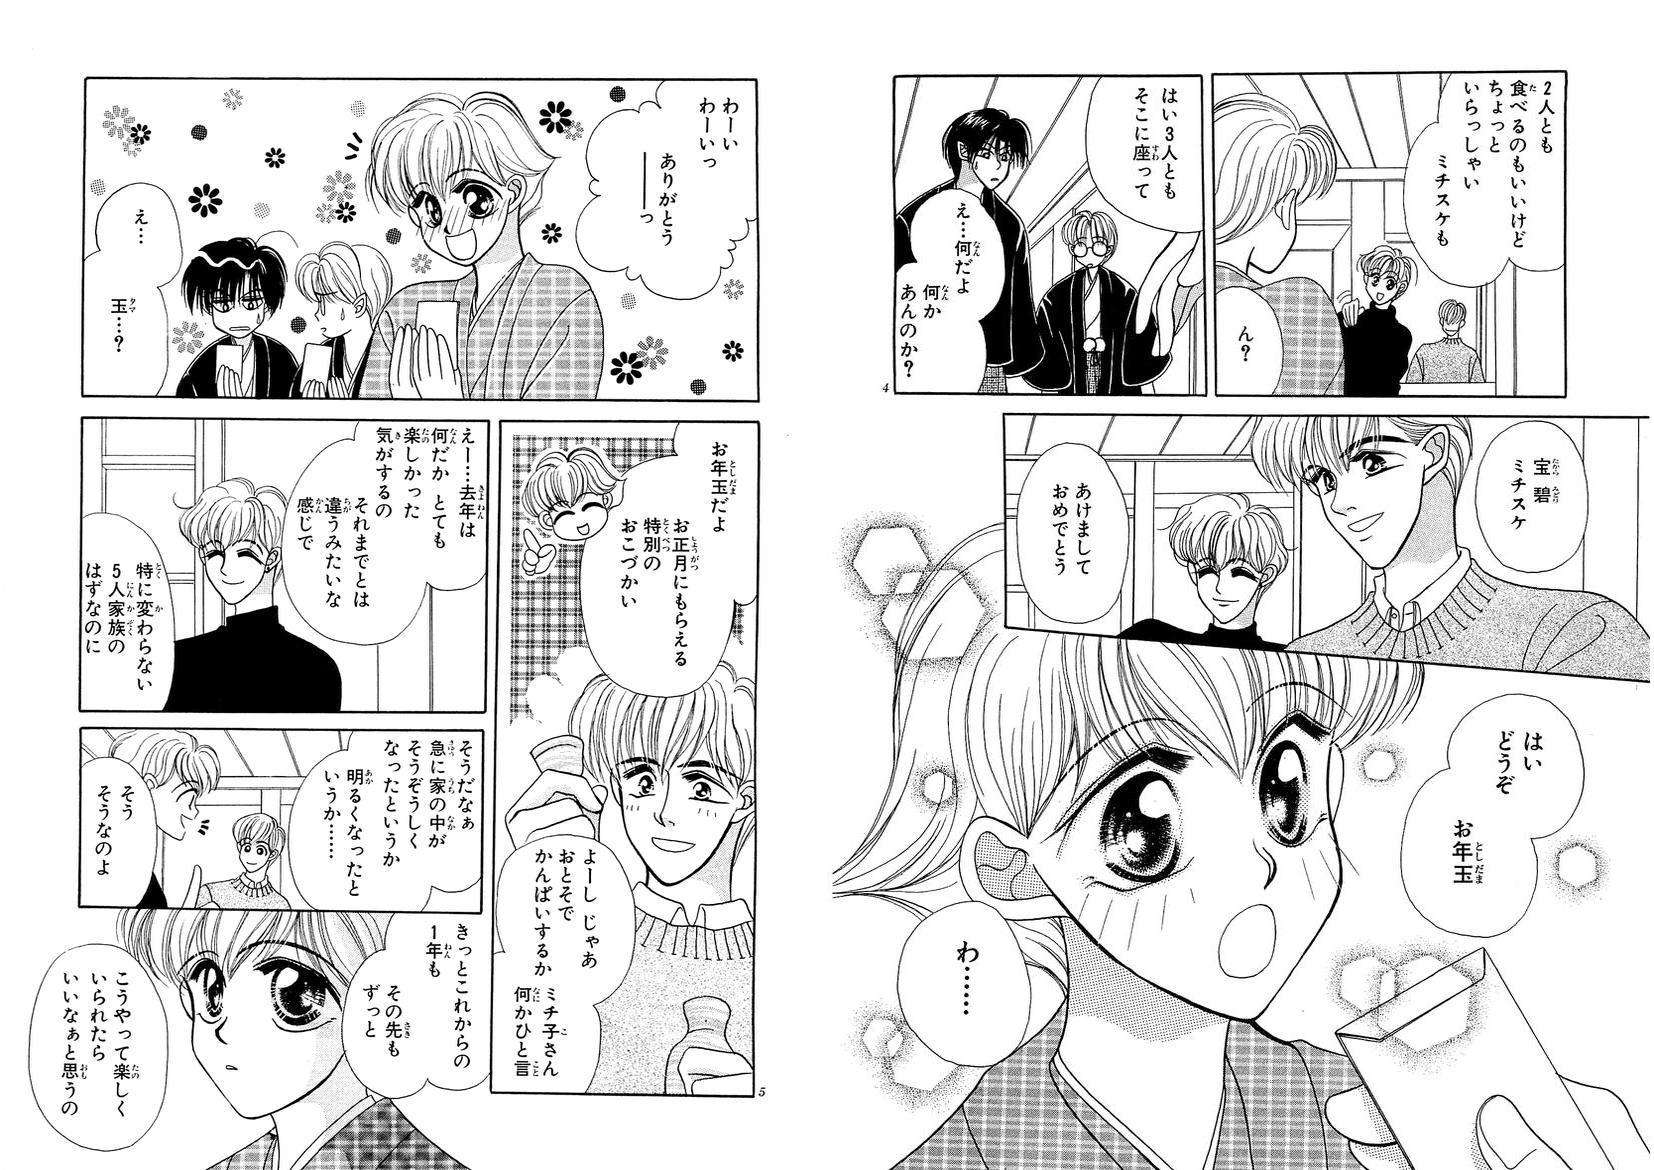 2人とも
食べるのもいいけど
ちょっと
いらっしゃい
ミチスケも
ん?
はい3人とも
そこに座って
え…何だよ
何か
あんのか?
4
宝 碧
ミチスケ
あけまして
おめでとう
はい
どうぞ
お年玉
わ……
わーい
わーいっ
ありがとう
──っ
え…
玉…?
お年玉だよ
お正月にもらえる
特別の
おこづかい
よーし じゃあ
おとそで
かんぱいするか
ミチ子さん
何かひと言
えー…去年は
何だか とても
楽しかった
気がするの
それまでとは
違うみたいな
感じで
特に変わらない
5人家族の
はずなのに
そうだなぁ
急に家の中が
そうぞうしく
なったというか
明るくなったと
いうか……
そう
そうなのよ
きっとこれからの
1年も
その先も
ずっと
こうやって楽しく
いられたら
いいなぁと思うの
5